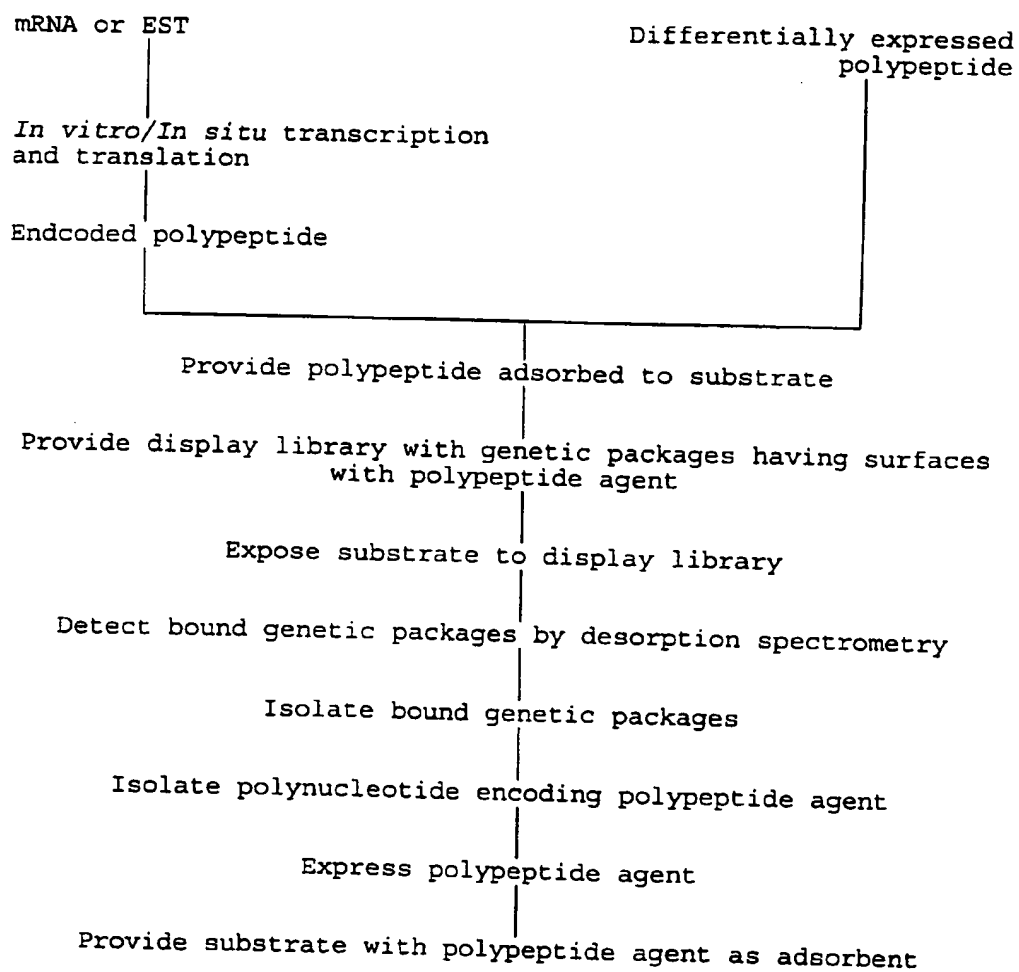 mRNA or EST
Differentially expressed
polypeptide
In vitro/In situ transcription
and translation
Endcoded polypeptide
Provide polypeptide adsorbed to substrate
Provide display library with genetic packages having surfaces
with polypeptide agent
Expose substrate to display library
Detect bound genetic packages by desorption spectrometry
Isolate bound genetic packages
Isolate polynucleotide encoding polypeptide agent
Express polypeptide agent
Provide substrate with polypeptide agent as adsorbent